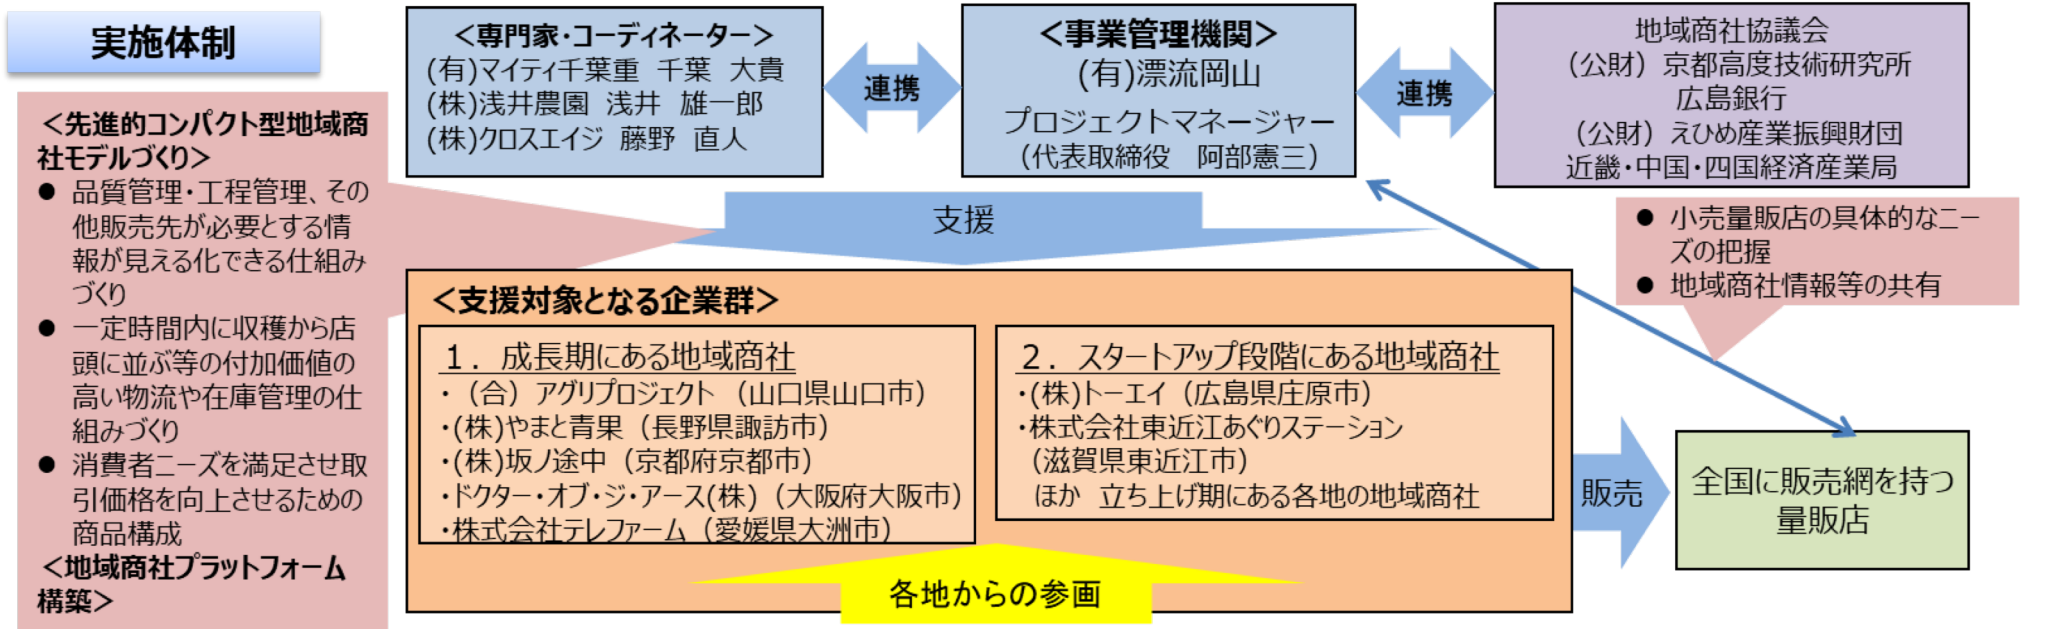 実施体制
＜先進的コンパクト型地域商
社モデルづくり＞
● 品質管理・工程管理、その
他販売先が必要とする情
報が見える化できる仕組み
づくり
● 一定時間内に収穫から店
頭に並ぶ等の付加価値の
高い物流や在庫管理の仕
組みづくり
● 消費者ニーズを満足させ取
引価格を向上させるための
商品構成
＜地域商社プラットフォーム
構築＞
＜専門家・コーディネーター＞
(有)マイティ千葉重　千葉　大貴
(株)浅井農園　浅井　雄一郎
(株)クロスエイジ　藤野　直人
連携
＜事業管理機関＞
(有)漂流岡山
プロジェクトマネージャー
（代表取締役　阿部憲三）
連携
地域商社協議会
（公財）京都高度技術研究所
広島銀行
（公財）えひめ産業振興財団
近畿・中国・四国経済産業局
支援
● 小売量販店の具体的なニー
ズの把握
● 地域商社情報等の共有
＜支援対象となる企業群＞
１．成長期にある地域商社
・（合）アグリプロジェクト（山口県山口市）
・(株)やまと青果（長野県諏訪市）
・(株)坂ノ途中（京都府京都市）
・ドクター・オブ・ジ・アース(株)（大阪府大阪市）
・株式会社テレファーム（愛媛県大洲市）
２．スタートアップ段階にある地域商社
・(株)トーエイ（広島県庄原市）
・株式会社東近江あぐりステーション
（滋賀県東近江市）
ほか　立ち上げ期にある各地の地域商社
各地からの参画
販売
全国に販売網を持つ
量販店